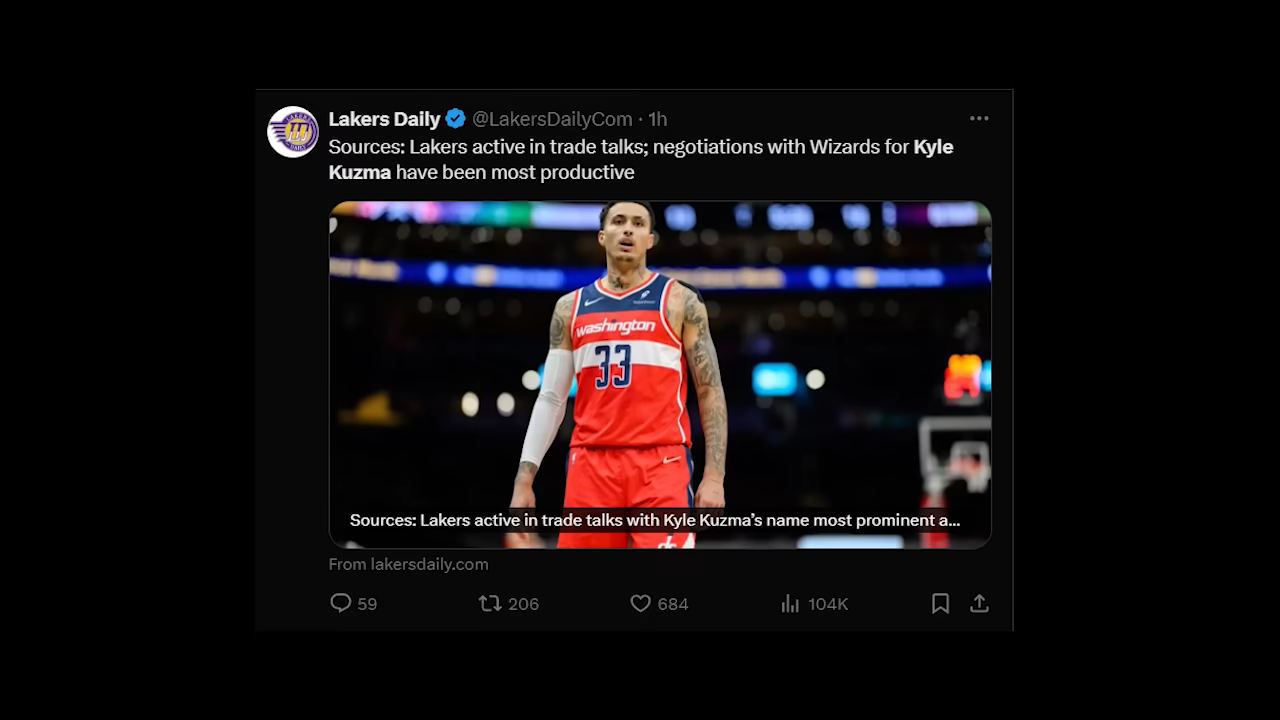 Lakers Daily @LakersDailyCom · 1h
Sources: Lakers active in trade talks; negotiations with Wizards for Kyle
Kuzma have been most productive
washington
33
Sources: Lakers active in trade talks with Kyle Kuzma's name most prominent a...
From lakersdaily.com
59 206 684 104K